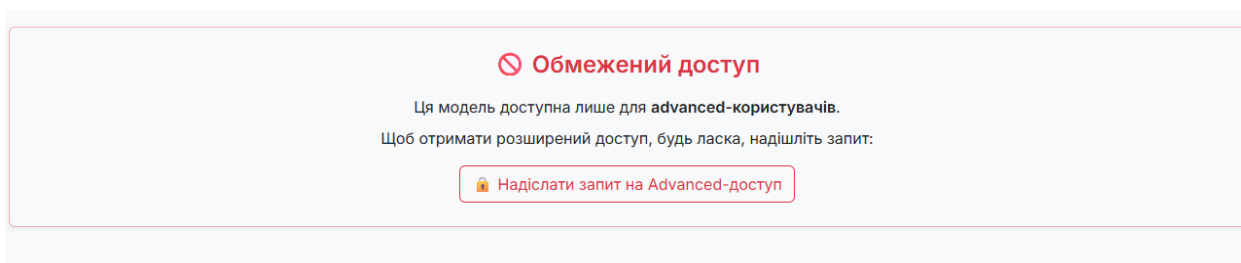 🚫 Обмежений доступ
Ця модель доступна лише для advanced-користувачів.
Щоб отримати розширений доступ, будь ласка, надішліть запит:
🔒 Надіслати запит на Advanced-доступ